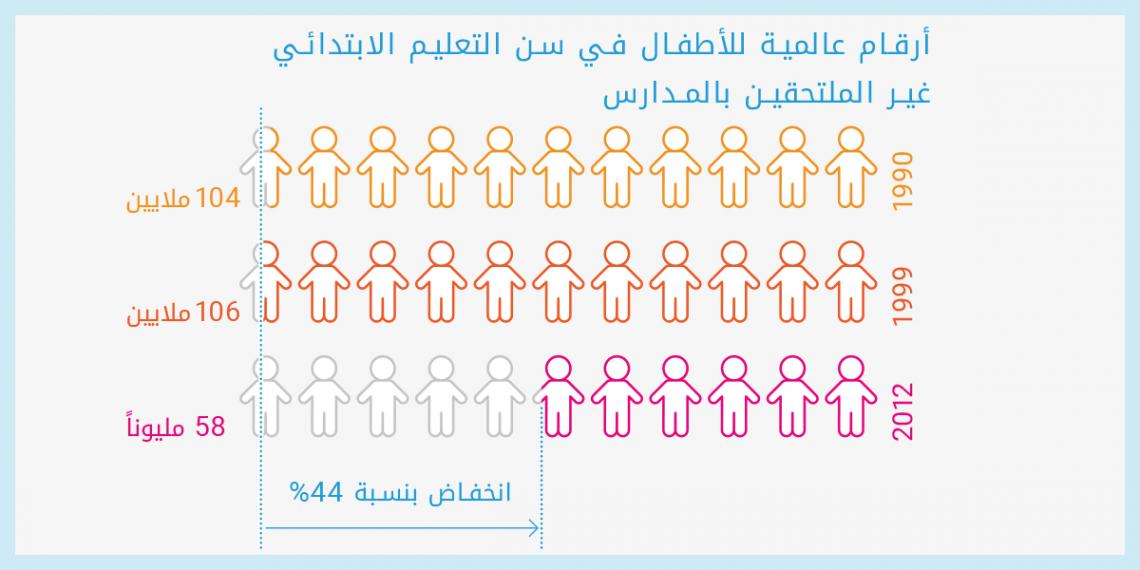 أرقام عالمية للأطفال في سن التعليم الابتدائي
غير الملتحقين بالمدارس
1990
104 ملايين
1999
106 ملايين
2012
58 مليوناً
انخفاض بنسبة 44%